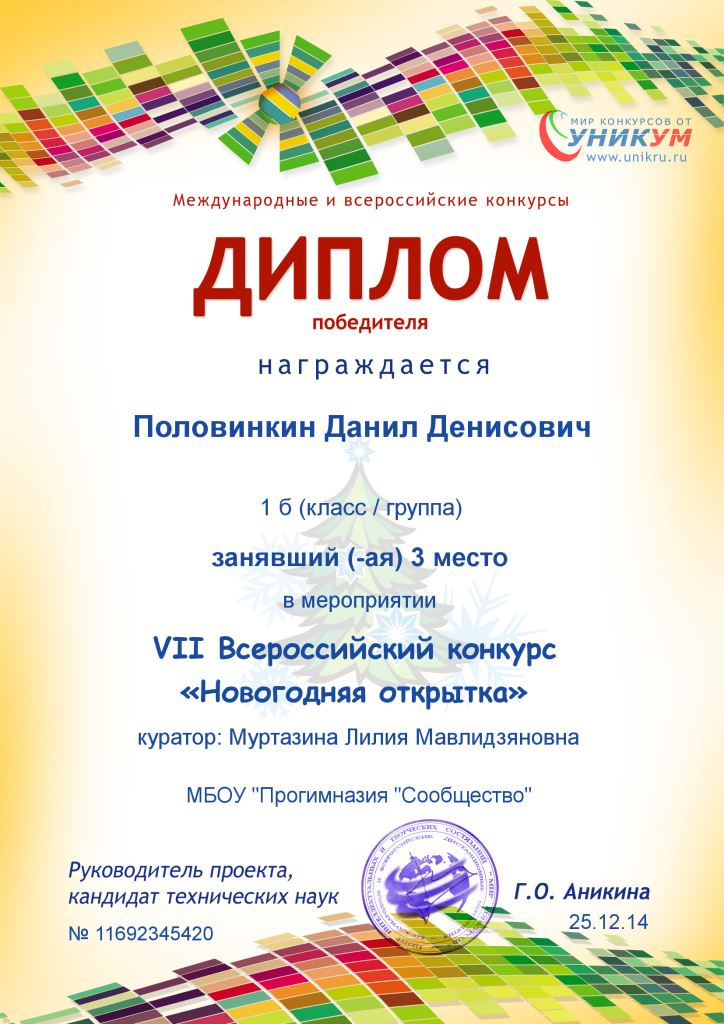 МИР КОНКУРСОВ ОТ
УНИКУМ
www.unikru.ru
Международные и всероссийские конкурсы
ДИПЛОМ
победителя
награждается
Половинкин Данил Денисович
1 б (класс / группа)
занявший (-ая) 3 место
в мероприятии
VII Всероссийский конкурс
«Новогодняя открытка»
куратор: Муртазина Лилия Мавлидзяновна
МБОУ "Прогимназия "Сообщество"
Руководитель проекта,
кандидат технических наук
Г.О. Аникина
№ 11692345420
25.12.14